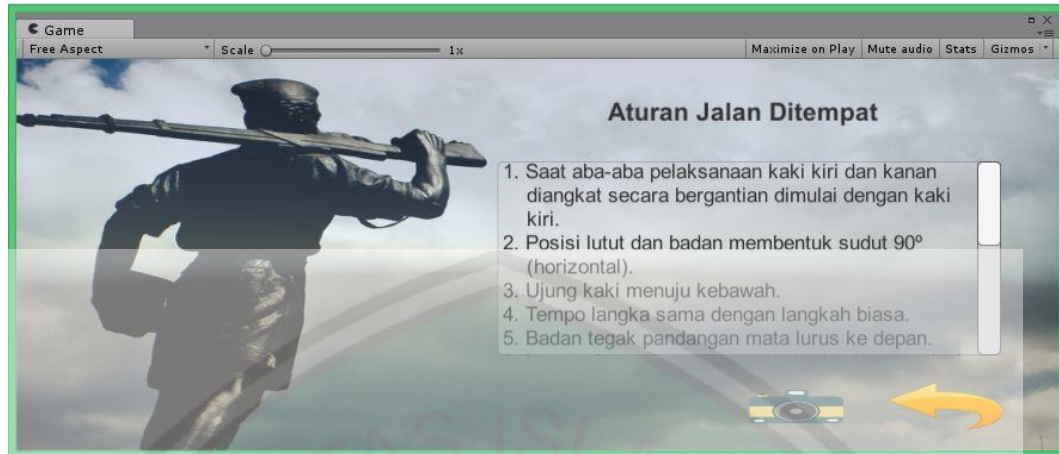 Game
Free Aspect Scale 1x Maximize on Play Mute audio Stats Gizmos
Aturan Jalan Ditempat
1. Saat aba-aba pelaksanaan kaki kiri dan kanan
diangkat secara bergantian dimulai dengan kaki
kiri.
2. Posisi lutut dan badan membentuk sudut 90º
(horizontal).
3. Ujung kaki menuju kebawah.
4. Tempo langka sama dengan langkah biasa.
5. Badan tegak pandangan mata lurus ke depan.